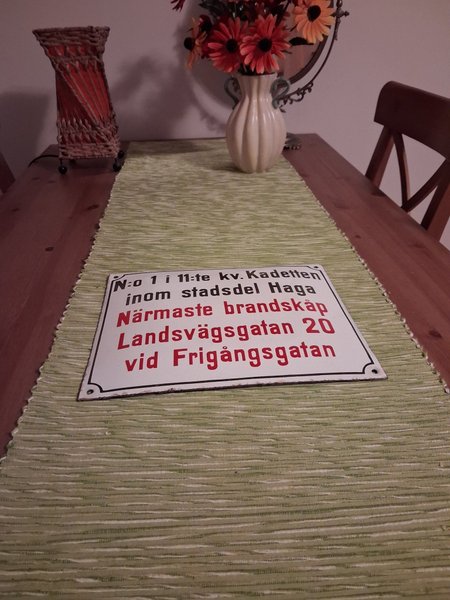 N:o 1 i 11:te kv. Kadetten
inom stadsdel Haga
Närmaste brandskåp
Landsvägsgatan 20
vid Frigångsgatan